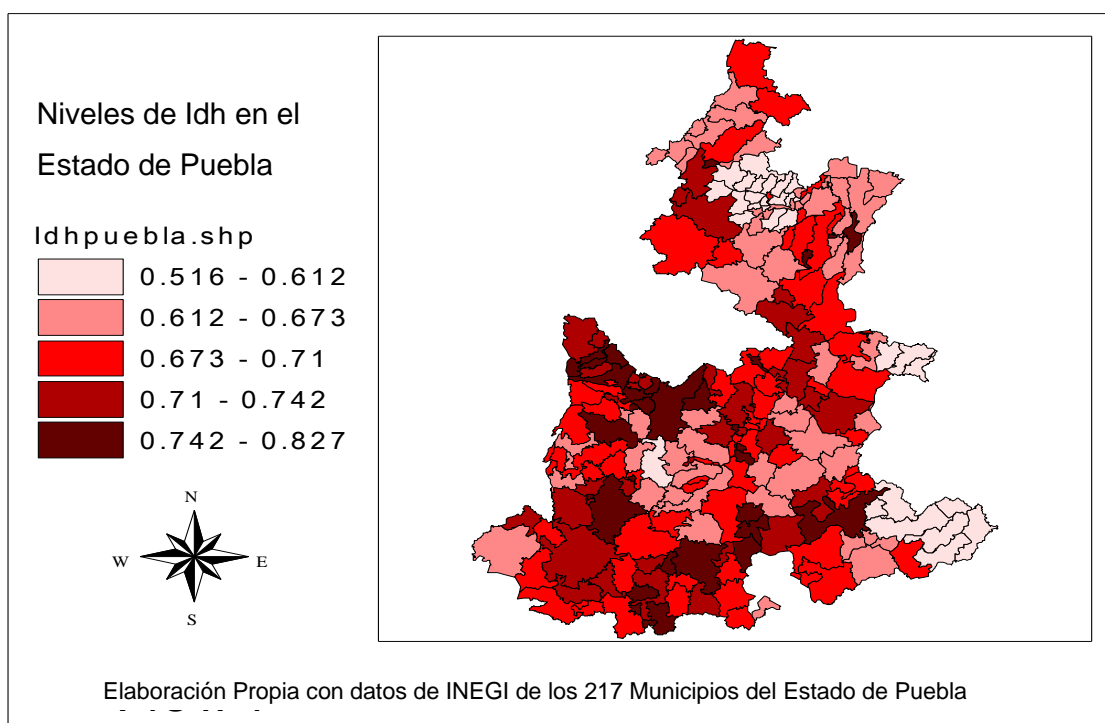 Niveles de Idh en el
Estado de Puebla
Idhpuebla.shp
0.516 - 0.612
0.612 - 0.673
0.673 - 0.71
0.71 - 0.742
0.742 - 0.827
N
W E
S
Elaboración Propia con datos de INEGI de los 217 Municipios del Estado de Puebla